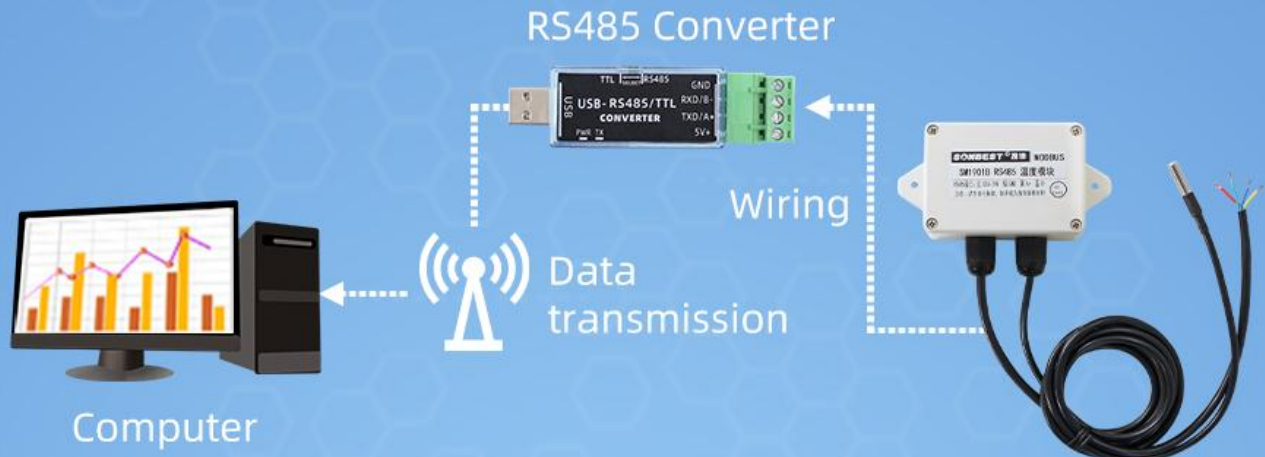 RS485 Converter
TTL RS485
SELECT
GND
USB
USB-RS485/TTL
RXD/B-
CONVERTER
TXD/A+
PWR TX
5V+
SONBEST MODBUS
SM1901B RS485 温度模块
Wiring
Data
transmission
Computer